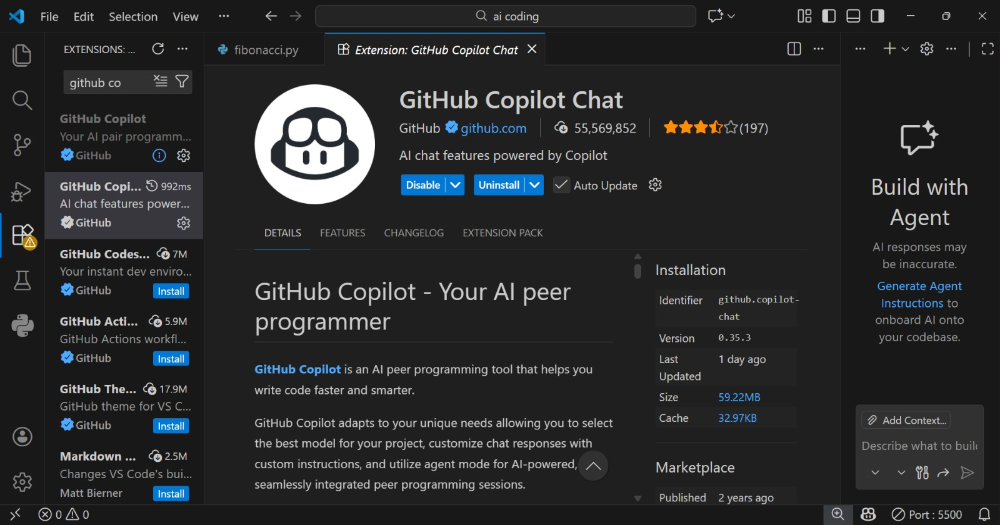 File Edit Selection View ···
ai coding
EXTENSIONS: ... ···
github co
GitHub Copilot
Your AI pair programm...
GitHub
GitHub Copi... 992ms
AI chat features power...
GitHub
GitHub Codes... 7M
Your instant dev enviro...
GitHub Install
GitHub Acti... 5.9M
GitHub Actions workfl...
GitHub Install
GitHub The... 17.9M
GitHub theme for VS C...
GitHub Install
Markdown ... 2.5M
Changes VS Code's bui...
Matt Bierner Install
fibonacci.py
Extension: GitHub Copilot Chat
GitHub Copilot Chat
GitHub github.com 55,569,852 (197)
AI chat features powered by Copilot
Disable Uninstall Auto Update
DETAILS FEATURES CHANGELOG EXTENSION PACK
GitHub Copilot - Your AI peer
programmer
GitHub Copilot is an AI peer programming tool that helps you
write code faster and smarter.
GitHub Copilot adapts to your unique needs allowing you to select
the best model for your project, customize chat responses with
custom instructions, and utilize agent mode for AI-powered,
seamlessly integrated peer programming sessions.
Installation
Identifier github.copilot-
chat
Version 0.35.3
Last 1 day ago
Updated
Size 59.22MB
Cache 32.97KB
Marketplace
Published 2 years ago
Build with
Agent
AI responses may
be inaccurate.
Generate Agent
Instructions to
onboard AI onto
your codebase.
Add Context...
Describe what to buil
0 0
Port : 5500